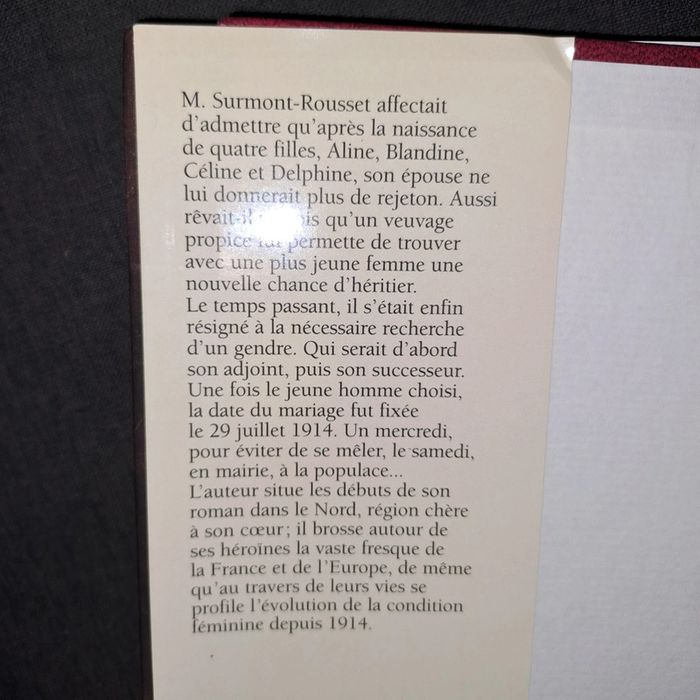 M. Surmont-Rousset affectait
d'admettre qu'après la naissance
de quatre filles, Aline, Blandine,
Céline et Delphine, son épouse ne
lui donnerait plus de rejeton. Aussi
rêvait-il qu'un veuvage
propice lui permette de trouver
avec une plus jeune femme une
nouvelle chance d'héritier.
Le temps passant, il s'était enfin
résigné à la nécessaire recherche
d'un gendre. Qui serait d'abord
son adjoint, puis son successeur.
Une fois le jeune homme choisi,
la date du mariage fut fixée
le 29 juillet 1914. Un mercredi,
pour éviter de se mêler, le samedi,
en mairie, à la populace...
L'auteur situe les débuts de son
roman dans le Nord, région chère
à son cœur ; il brosse autour de
ses héroïnes la vaste fresque de
la France et de l'Europe, de même
qu'au travers de leurs vies se
profile l'évolution de la condition
féminine depuis 1914.